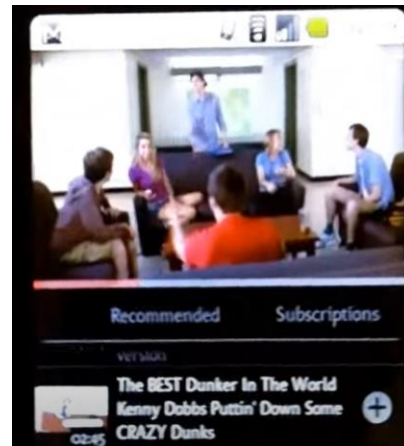 Recommended Subscriptions
version
The BEST Dunker In The World
Kenny Dobbs Puttin' Down Some
CRAZY Dunks
02:45